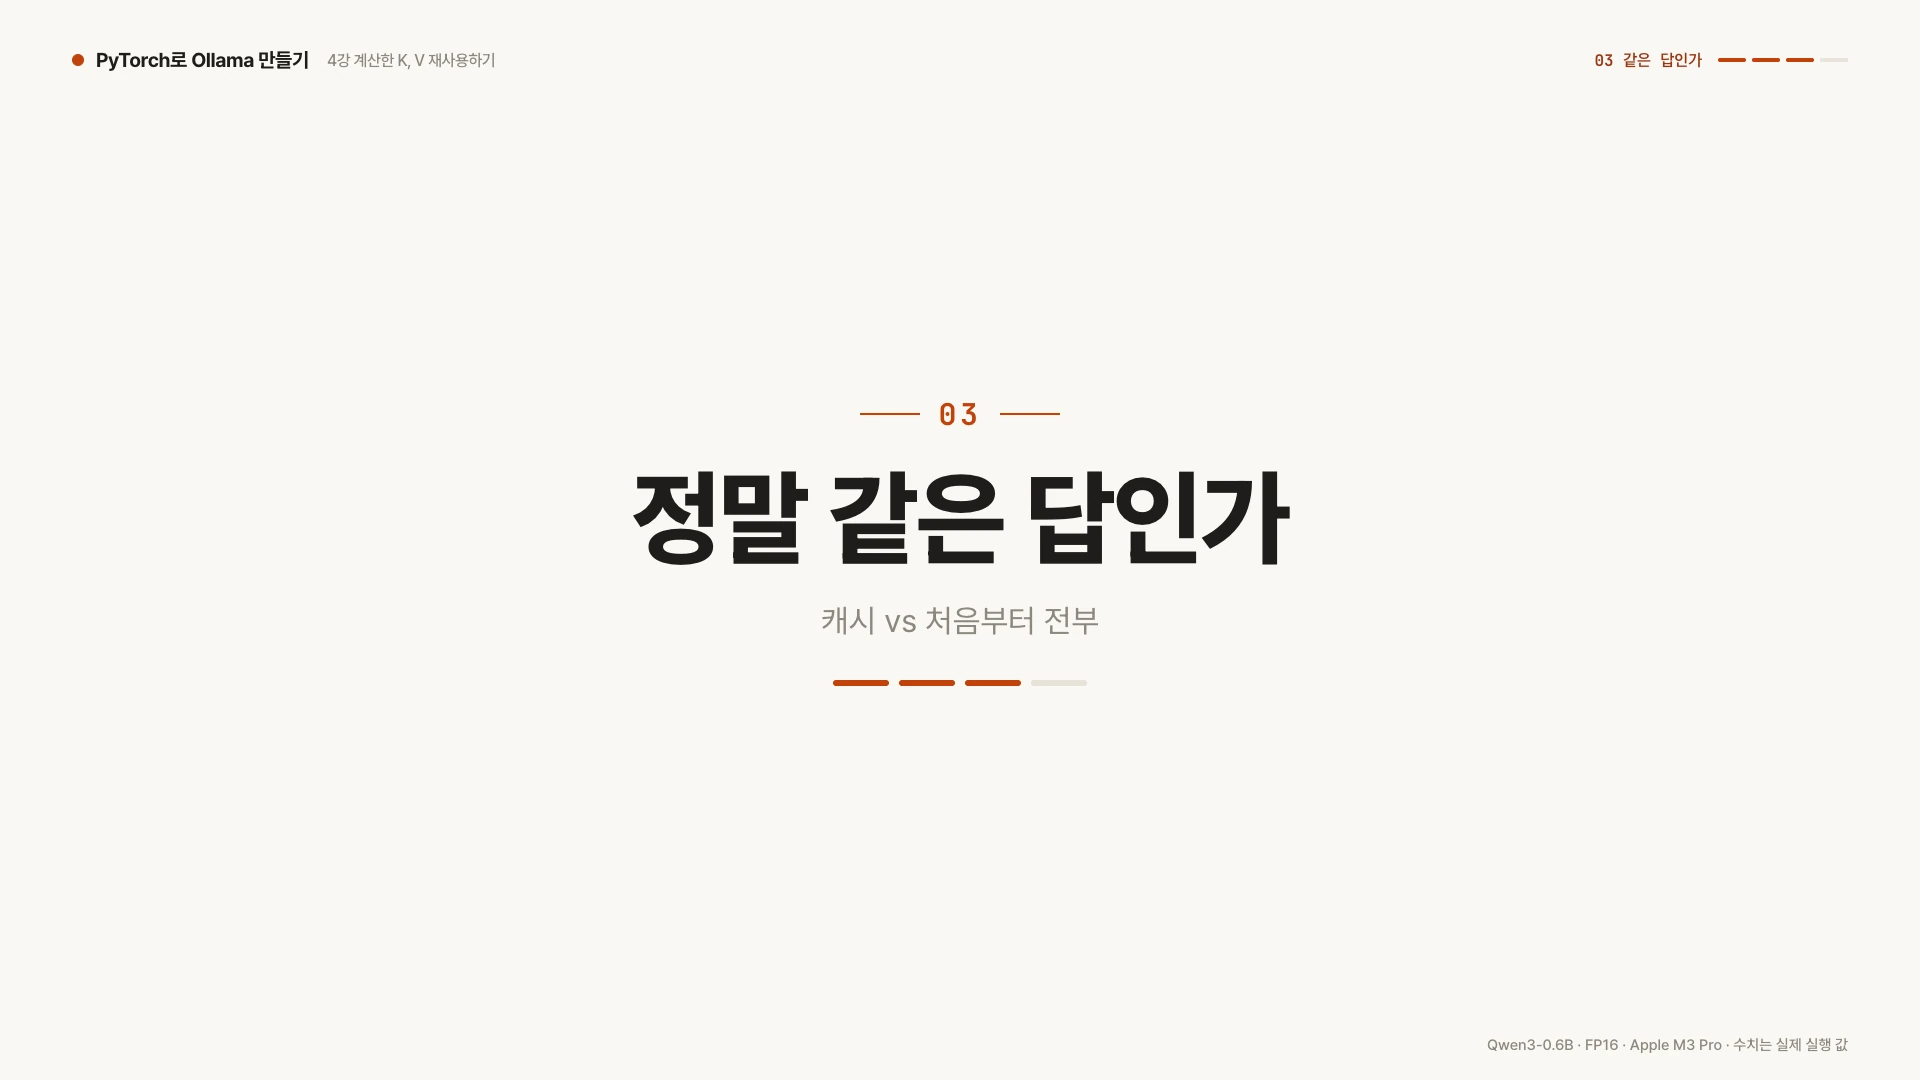 PyTorch로 Ollama 만들기 4강 계산한 K, V 재사용하기
03 같은 답인가
03
정말 같은 답인가
캐시 vs 처음부터 전부
Qwen3-0.6B · FP16 · Apple M3 Pro · 수치는 실제 실행 값